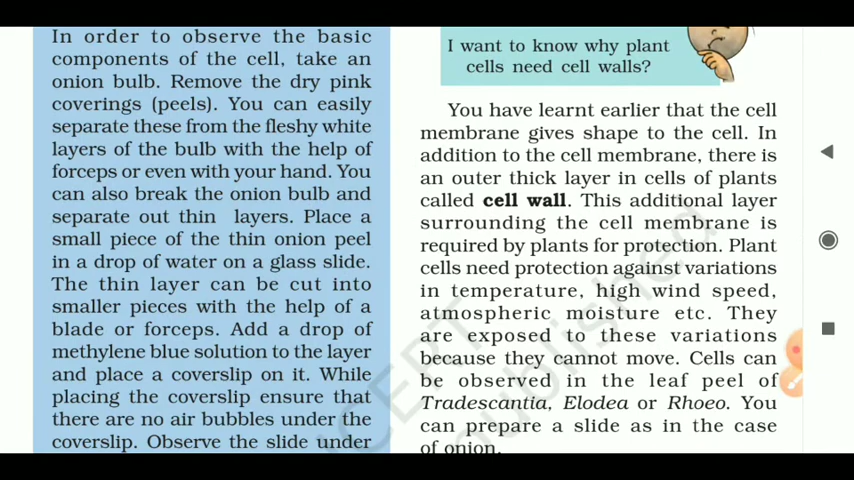 In order to observe the basic
components of the cell, take an
onion bulb. Remove the dry pink
coverings (peels). You can easily
separate these from the fleshy white
layers of the bulb with the help of
forceps or even with your hand. You
can also break the onion bulb and
separate out thin layers. Place a
small piece of the thin onion peel
in a drop of water on a glass slide.
The thin layer can be cut into
smaller pieces with the help of a
blade or forceps. Add a drop of
methylene blue solution to the layer
and place a coverslip on it. While
placing the coverslip ensure that
there are no air bubbles under the
coverslip. Observe the slide under
I want to know why plant
cells need cell walls?
You have learnt earlier that the cell
membrane gives shape to the cell. In
addition to the cell membrane, there is
an outer thick layer in cells of plants
called cell wall. This additional layer
surrounding the cell membrane is
required by plants for protection. Plant
cells need protection against variations
in temperature, high wind speed,
atmospheric moisture etc. They
are exposed to these variations
because they cannot move. Cells can
be observed in the leaf peel of
Tradescantia, Elodea or Rhoeo. You
can prepare a slide as in the case
of onion.
NCERT
published